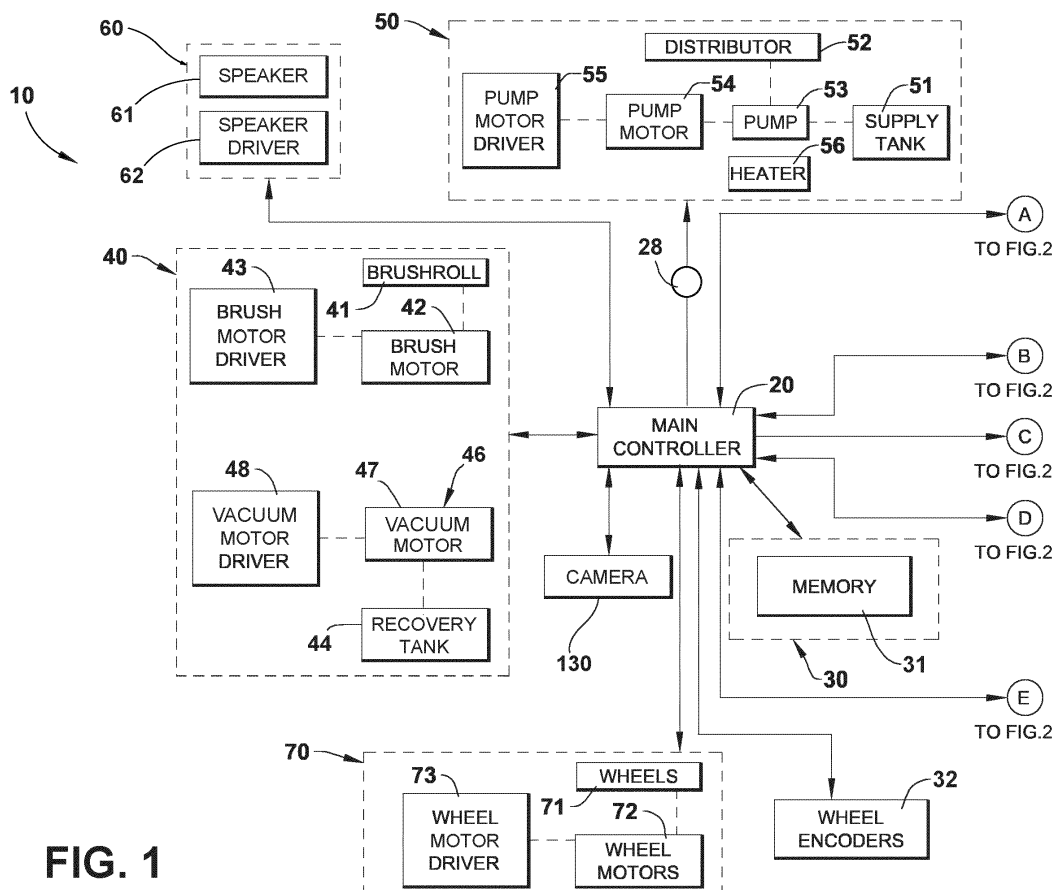 10
60
SPEAKER
61
SPEAKER
DRIVER
62
50
DISTRIBUTOR
52
55
PUMP
MOTOR
DRIVER
54
PUMP
MOTOR
53
PUMP
51
SUPPLY
TANK
56
HEATER
28
A
TO FIG.2
40
43
BRUSH
MOTOR
DRIVER
BRUSHROLL
41
42
BRUSH
MOTOR
B
TO FIG.2
20
MAIN
CONTROLLER
C
TO FIG.2
48
VACUUM
MOTOR
DRIVER
47
46
VACUUM
MOTOR
D
TO FIG.2
44
RECOVERY
TANK
CAMERA
130
MEMORY
31
30
E
TO FIG.2
70
73
WHEEL
MOTOR
DRIVER
WHEELS
71
72
WHEEL
MOTORS
32
WHEEL
ENCODERS
FIG. 1